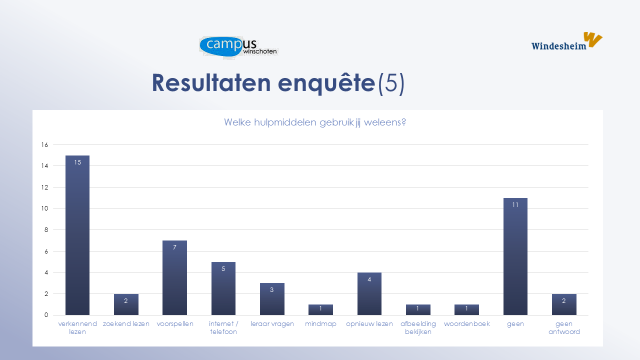 campus
winschoten
Windesheim
Resultaten enquête(5)
Welke hulpmiddelen gebruik jij weleens?
16
14
12
10
8
6
4
2
0
15
2
7
5
3
1
4
1
1
11
2
verkennend lezen
zoekend lezen
voorspellen
internet / telefoon
leraar vragen
mindmap
opnieuw lezen
afbeelding bekijken
woordenboek
geen
geen antwoord